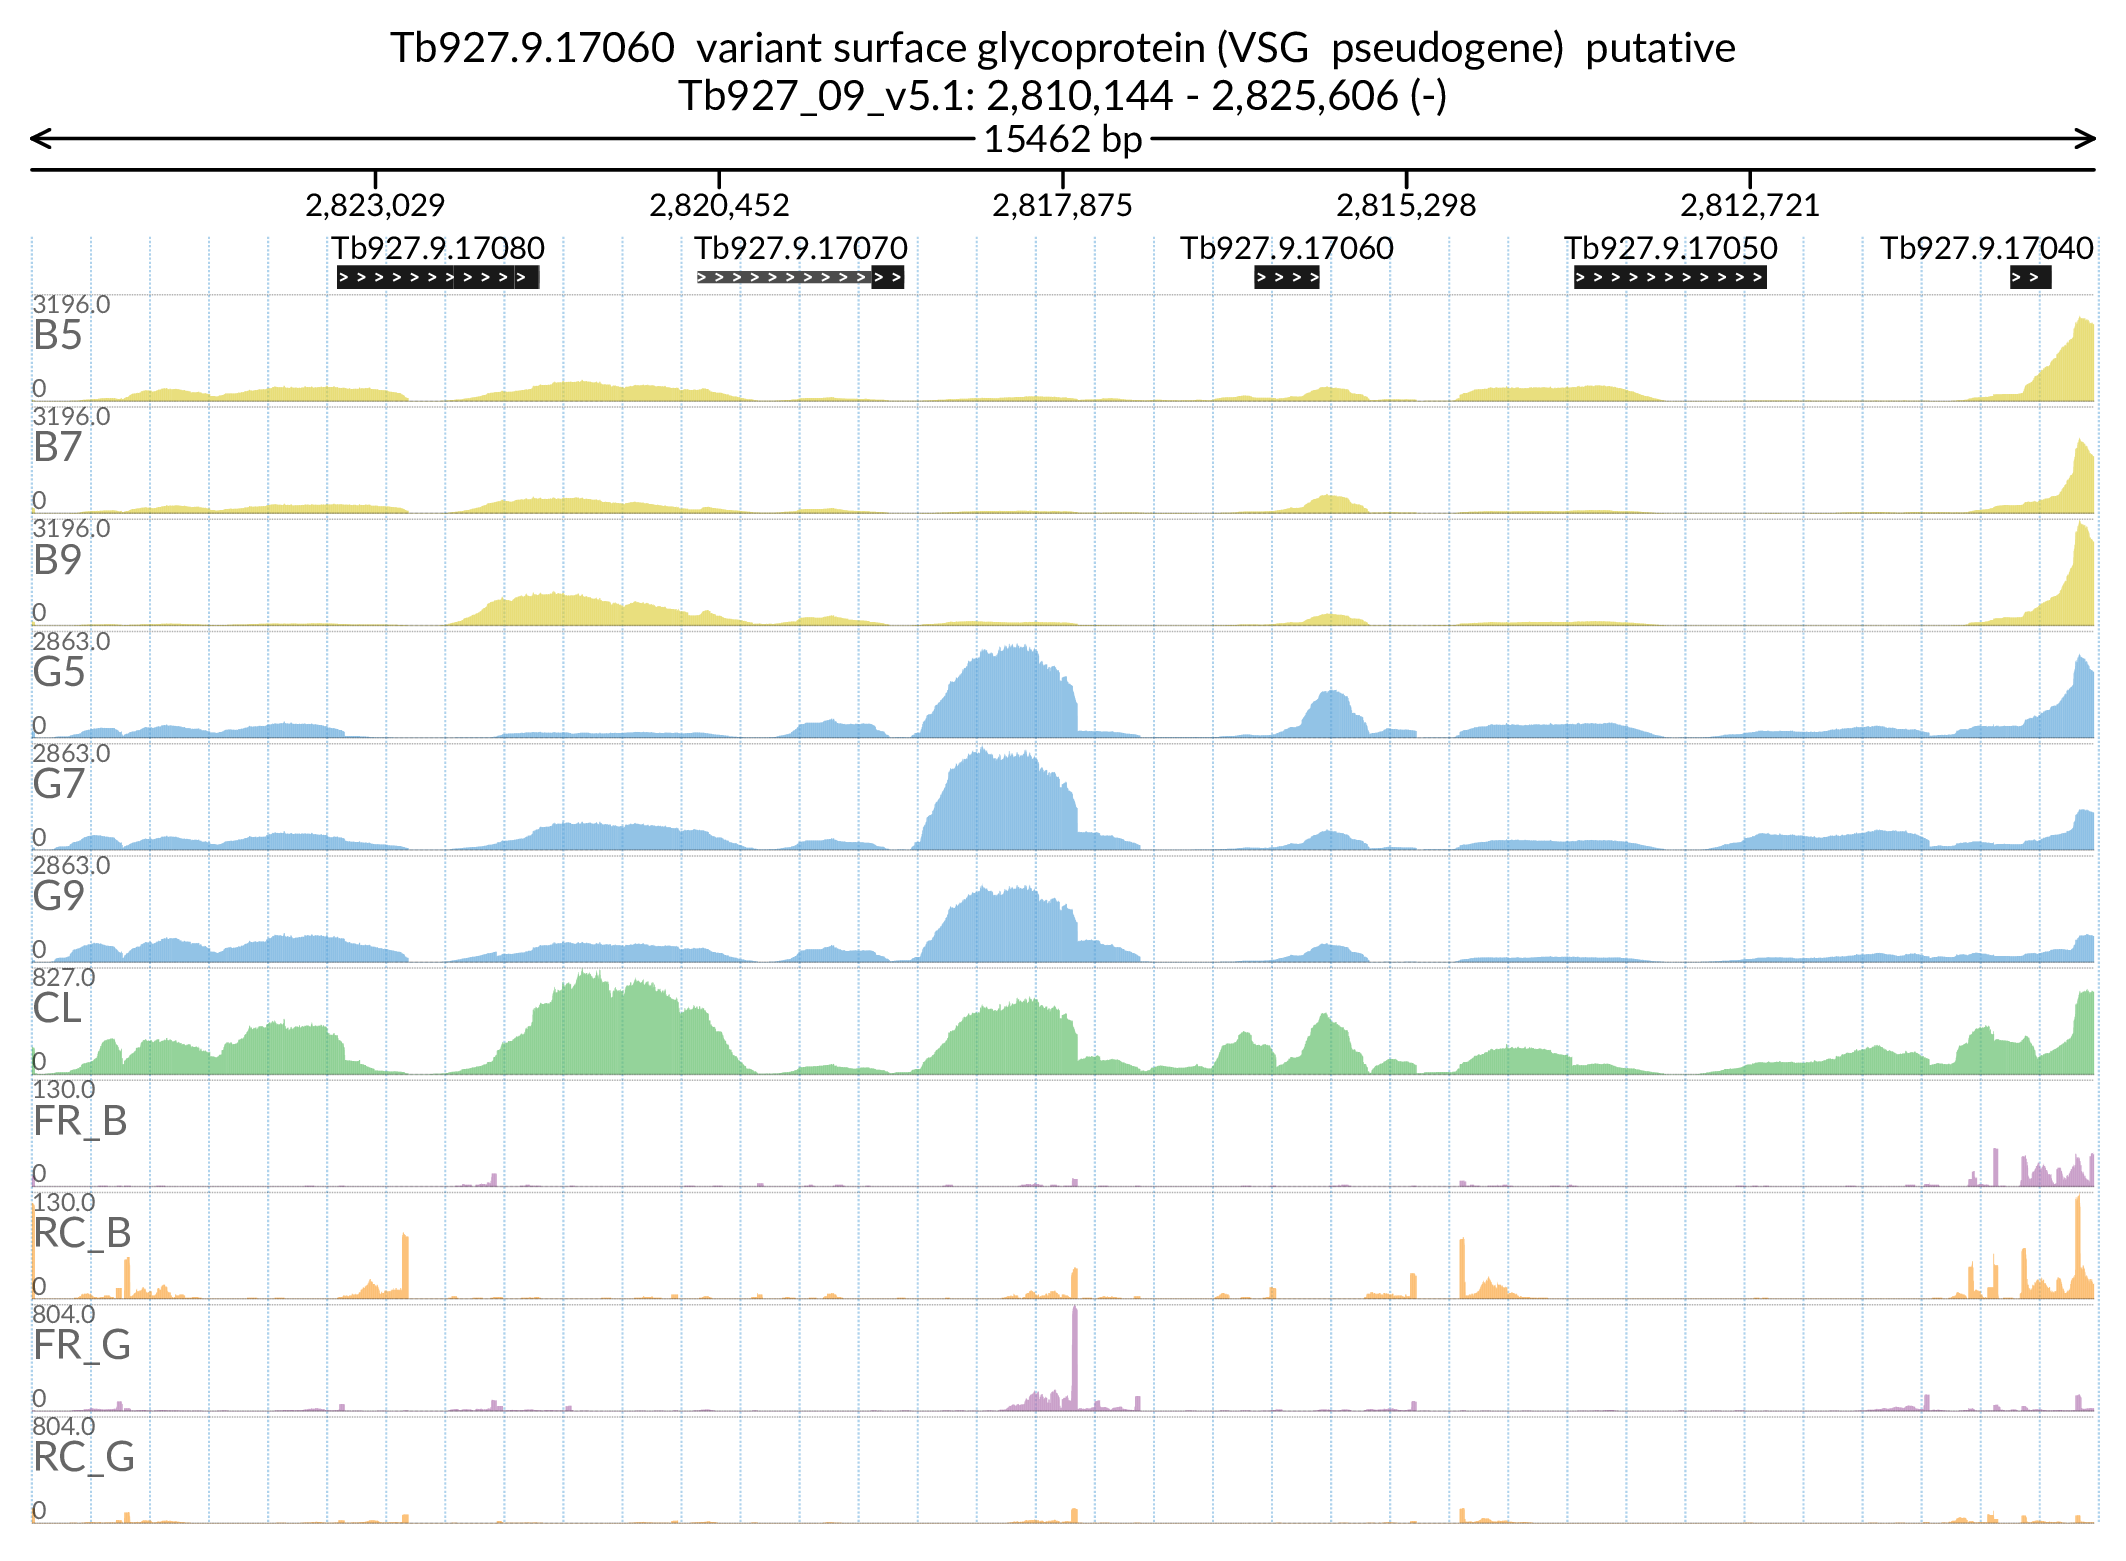 Tb927.9.17060  variant surface glycoprotein (VSG  pseudogene)  putative
Tb927_09_v5.1: 2,810,144 - 2,825,606 (-)
15462 bp
2,823,029 2,820,452 2,817,875 2,815,298 2,812,721
Tb927.9.17080 Tb927.9.17070 Tb927.9.17060 Tb927.9.17050 Tb927.9.17040
3196.0
B5
0
3196.0
B7
0
3196.0
B9
0
2863.0
G5
0
2863.0
G7
0
2863.0
G9
0
827.0
CL
0
130.0
FR_B
0
130.0
RC_B
0
804.0
FR_G
0
804.0
RC_G
0